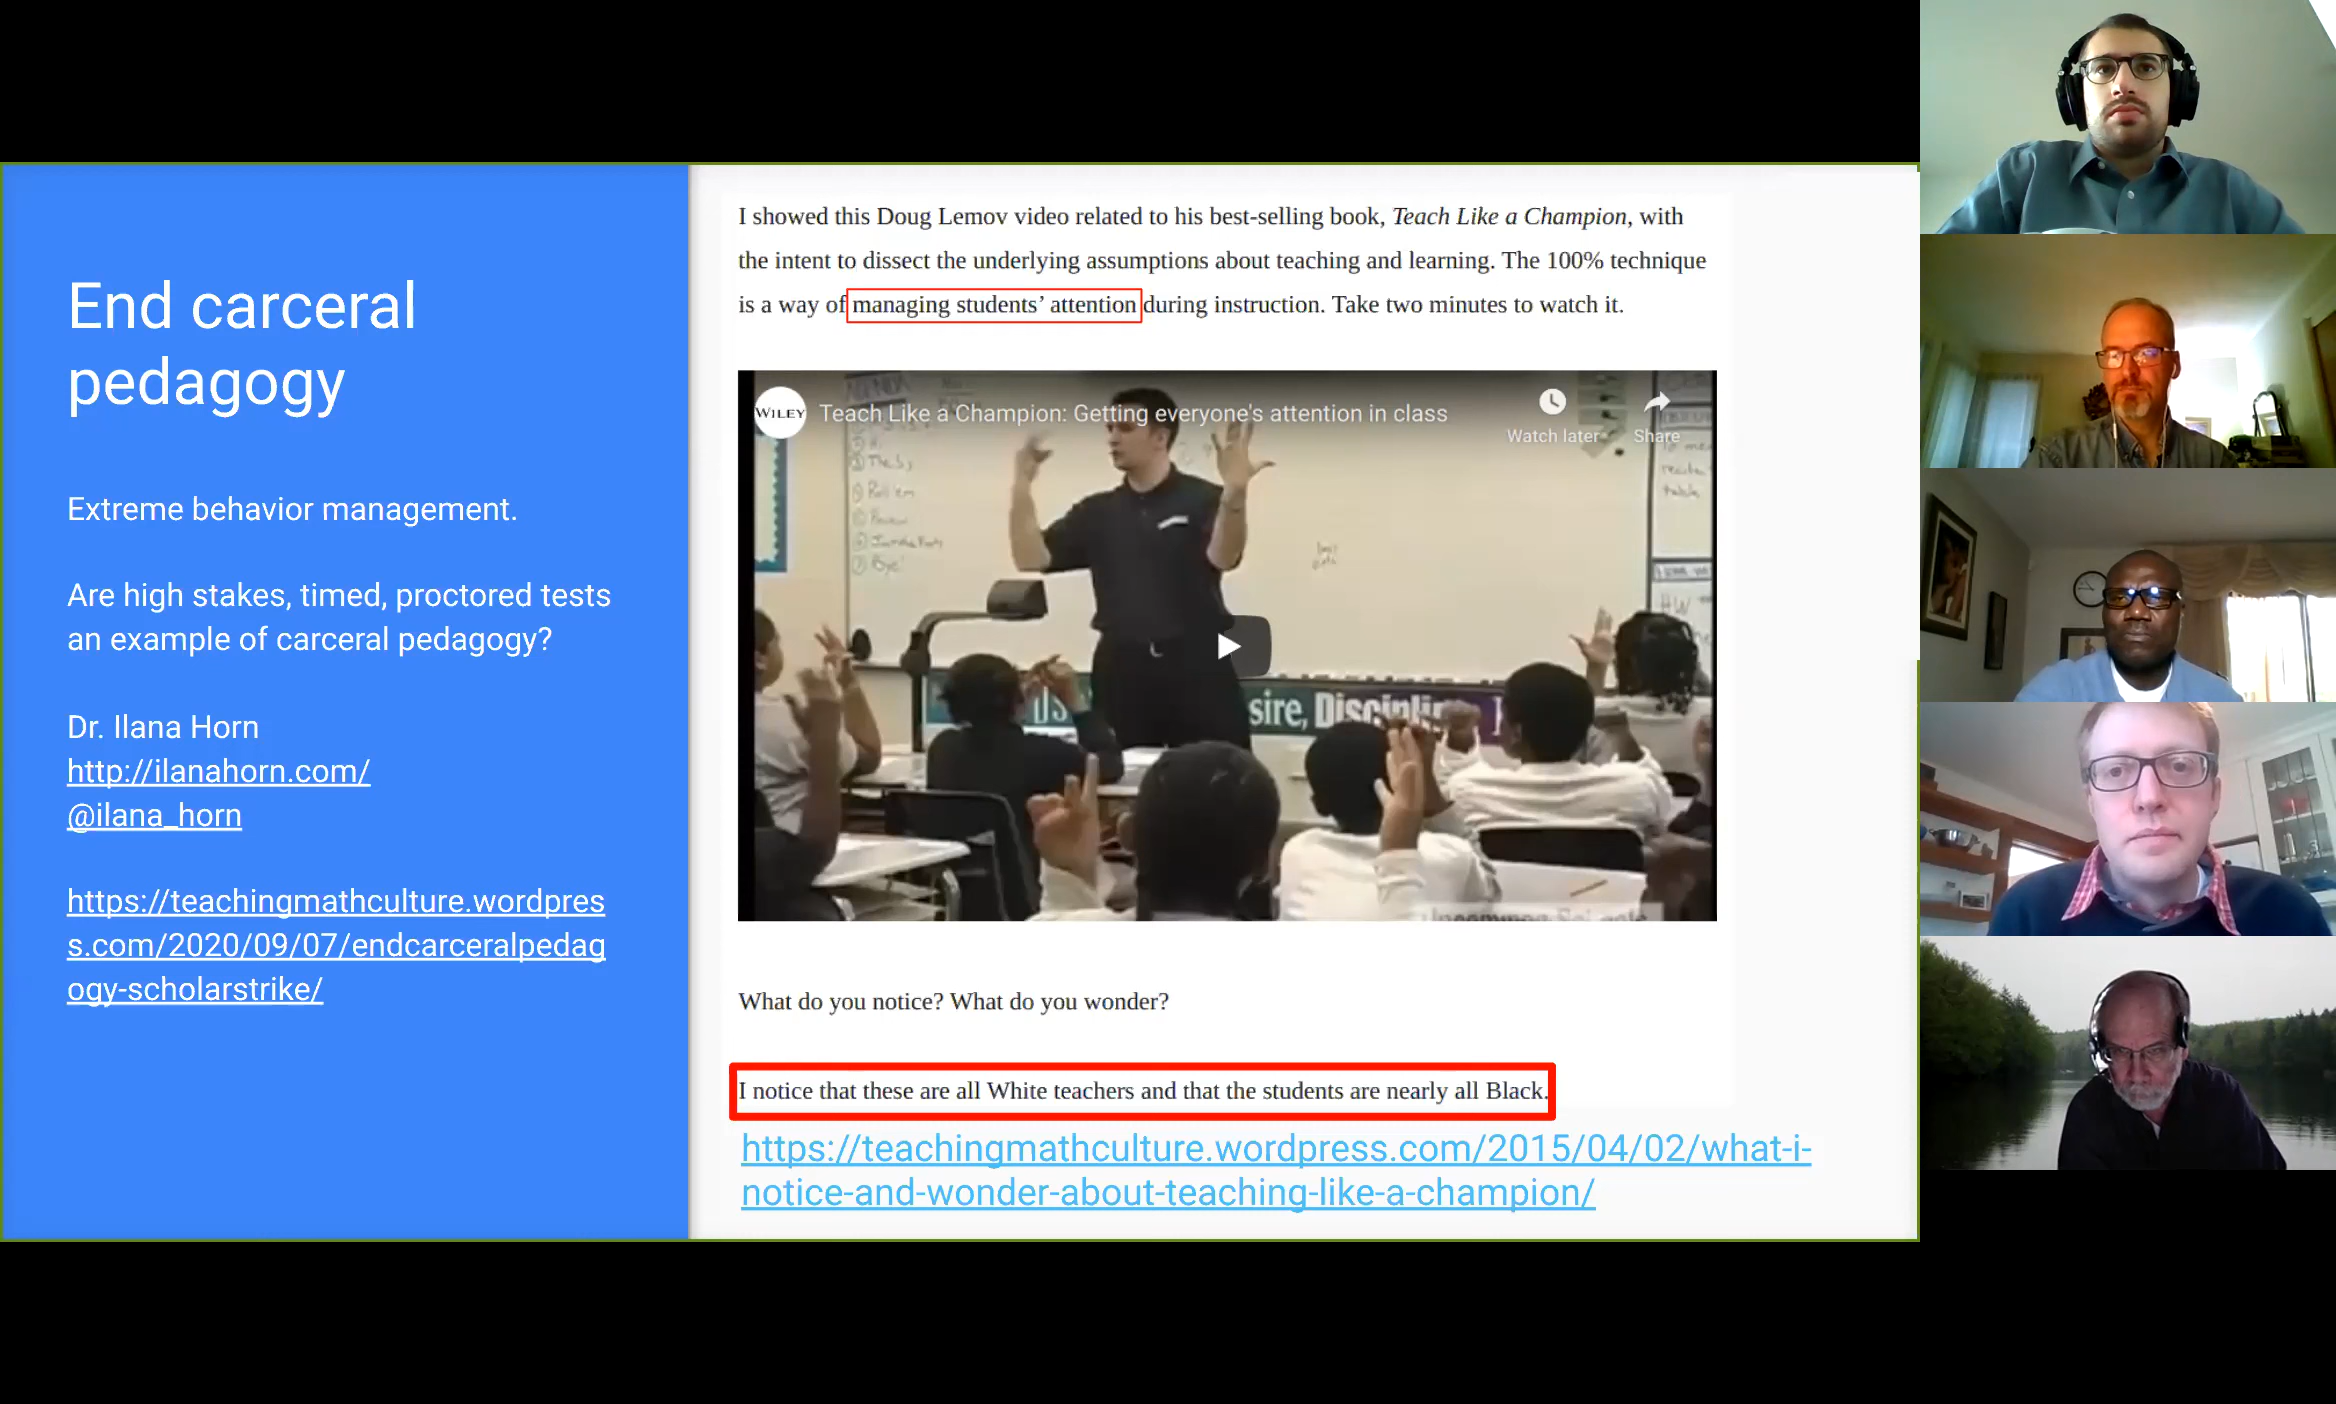 End carceral
pedagogy
Extreme behavior management.
Are high stakes, timed, proctored tests
an example of carceral pedagogy?
Dr. Ilana Horn
http://ilanahorn.com/
@ilana_horn
https://teachingmathculture.wordpres
s.com/2020/09/07/endcarceralpedag
ogy-scholarstrike/
I showed this Doug Lemov video related to his best-selling book, Teach Like a Champion, with
the intent to dissect the underlying assumptions about teaching and learning. The 100% technique
is a way of managing students’ attention during instruction. Take two minutes to watch it.
WILEY
Teach Like a Champion: Getting everyone's attention in class
Watch later
Share
AGENDA
sire, Discipline
HW
Uncommon Schools
What do you notice? What do you wonder?
I notice that these are all White teachers and that the students are nearly all Black.
https://teachingmathculture.wordpress.com/2015/04/02/what-i-
notice-and-wonder-about-teaching-like-a-champion/